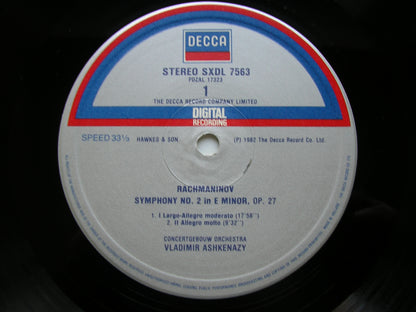 DECCA
STEREO SXDL 7563
PDZAL 17323
1
THE DECCA RECORD COMPANY LIMITED
DIGITAL
RECORDING
SPEED 33⅓
HAWKES & SON
(P) 1982 The Decca Record Co. Ltd.
RACHMANINOV
SYMPHONY NO. 2 in E MINOR, OP. 27
1. I Largo-Allegro moderato (17'58")
2. II Allegro molto (9'32")
CONCERTGEBOUW ORCHESTRA
VLADIMIR ASHKENAZY